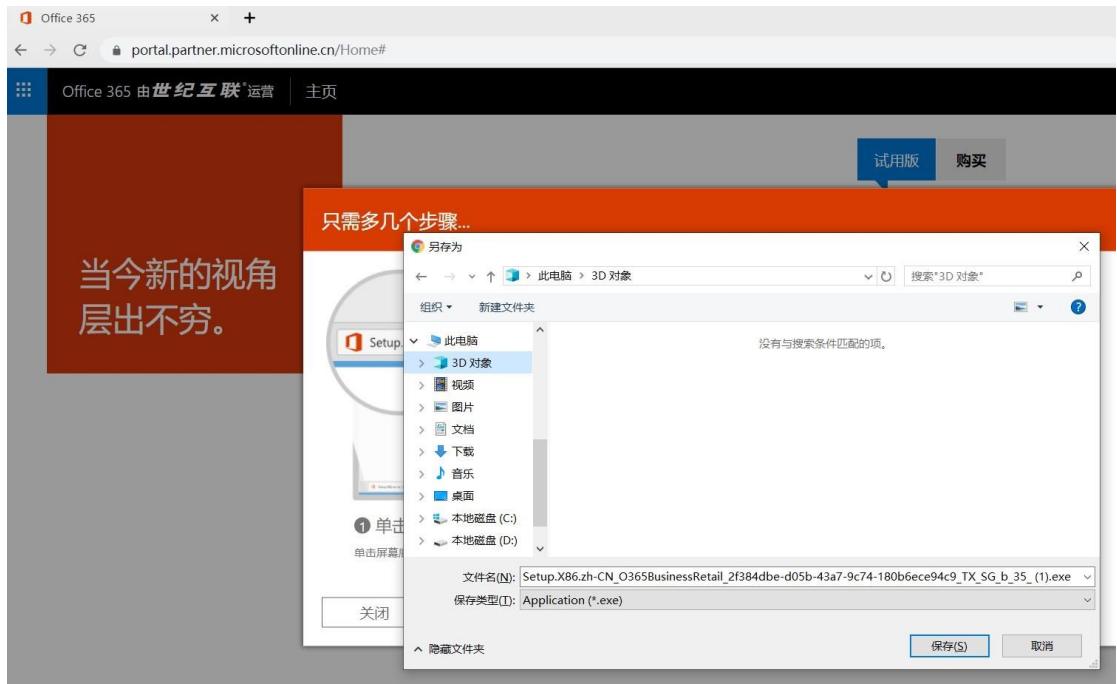 Office 365
portal.partner.microsoftonline.cn/Home#
Office 365 由世纪互联运营 主页
试用版 购买
当今新的视角
层出不穷。
只需多几个步骤...
另存为
此电脑 > 3D 对象
搜索"3D 对象"
组织 新建文件夹
此电脑
没有与搜索条件匹配的项。
3D 对象
Setup.
视频
图片
文档
下载
音乐
桌面
本地磁盘 (C:)
本地磁盘 (D:)
1 单击
单击屏幕
文件名(N): Setup.X86.zh-CN_O365BusinessRetail_2f384dbe-d05b-43a7-9c74-180b6ece94c9_TX_SG_b_35_ (1).exe
保存类型(T): Application (*.exe)
关闭
隐藏文件夹
保存(S) 取消